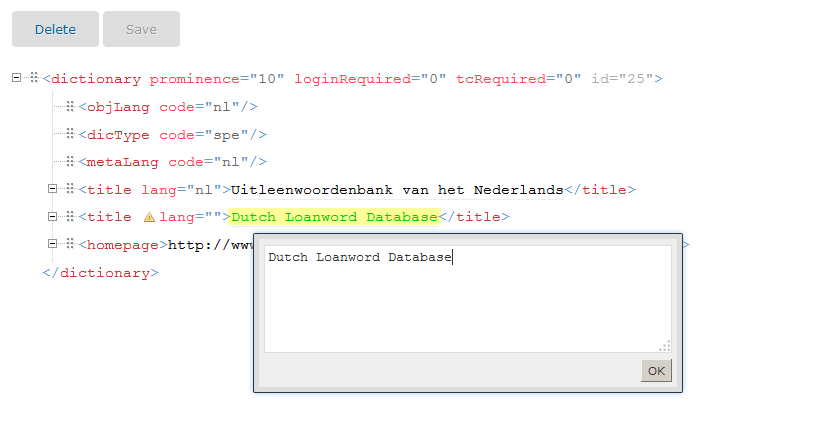 Delete Save
<dictionary prominence="10" loginRequired="0" tcRequired="0" id="25">
<objLang code="nl"/>
<dicType code="spe"/>
<metaLang code="nl"/>
<title lang="nl">Uitleenwoordenbank van het Nederlands</title>
<title lang="">Dutch Loanword Database</title>
<homepage>http://www >
Dutch Loanword Database
</dictionary>
OK